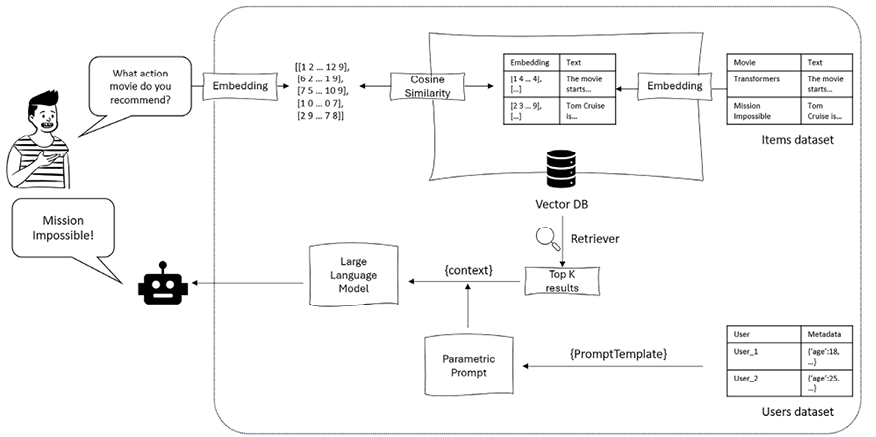 What action
movie do you
recommend?
Embedding
[[1 2 ... 12 9],
[6 2 ... 1 9],
[7 5 ... 10 9],
[1 0 ... 0 7],
[2 9 ... 7 8]]
Cosine
Similarity
Embedding Text
[1 4 ... 4], The movie
[...] starts...
[2 3 ... 9], Tom Cruise
[...] is...
Embedding
Movie Text
Transformers The movie
starts...
Mission Tom
Impossible Cruise is...
Items dataset
Vector DB
Retriever
Top K
results
{context}
Large
Language
Model
Mission
Impossible!
Parametric
Prompt
{PromptTemplate}
User Metadata
User_1 {'age':18,
...}
User_2 {'age':25.
...}
Users dataset